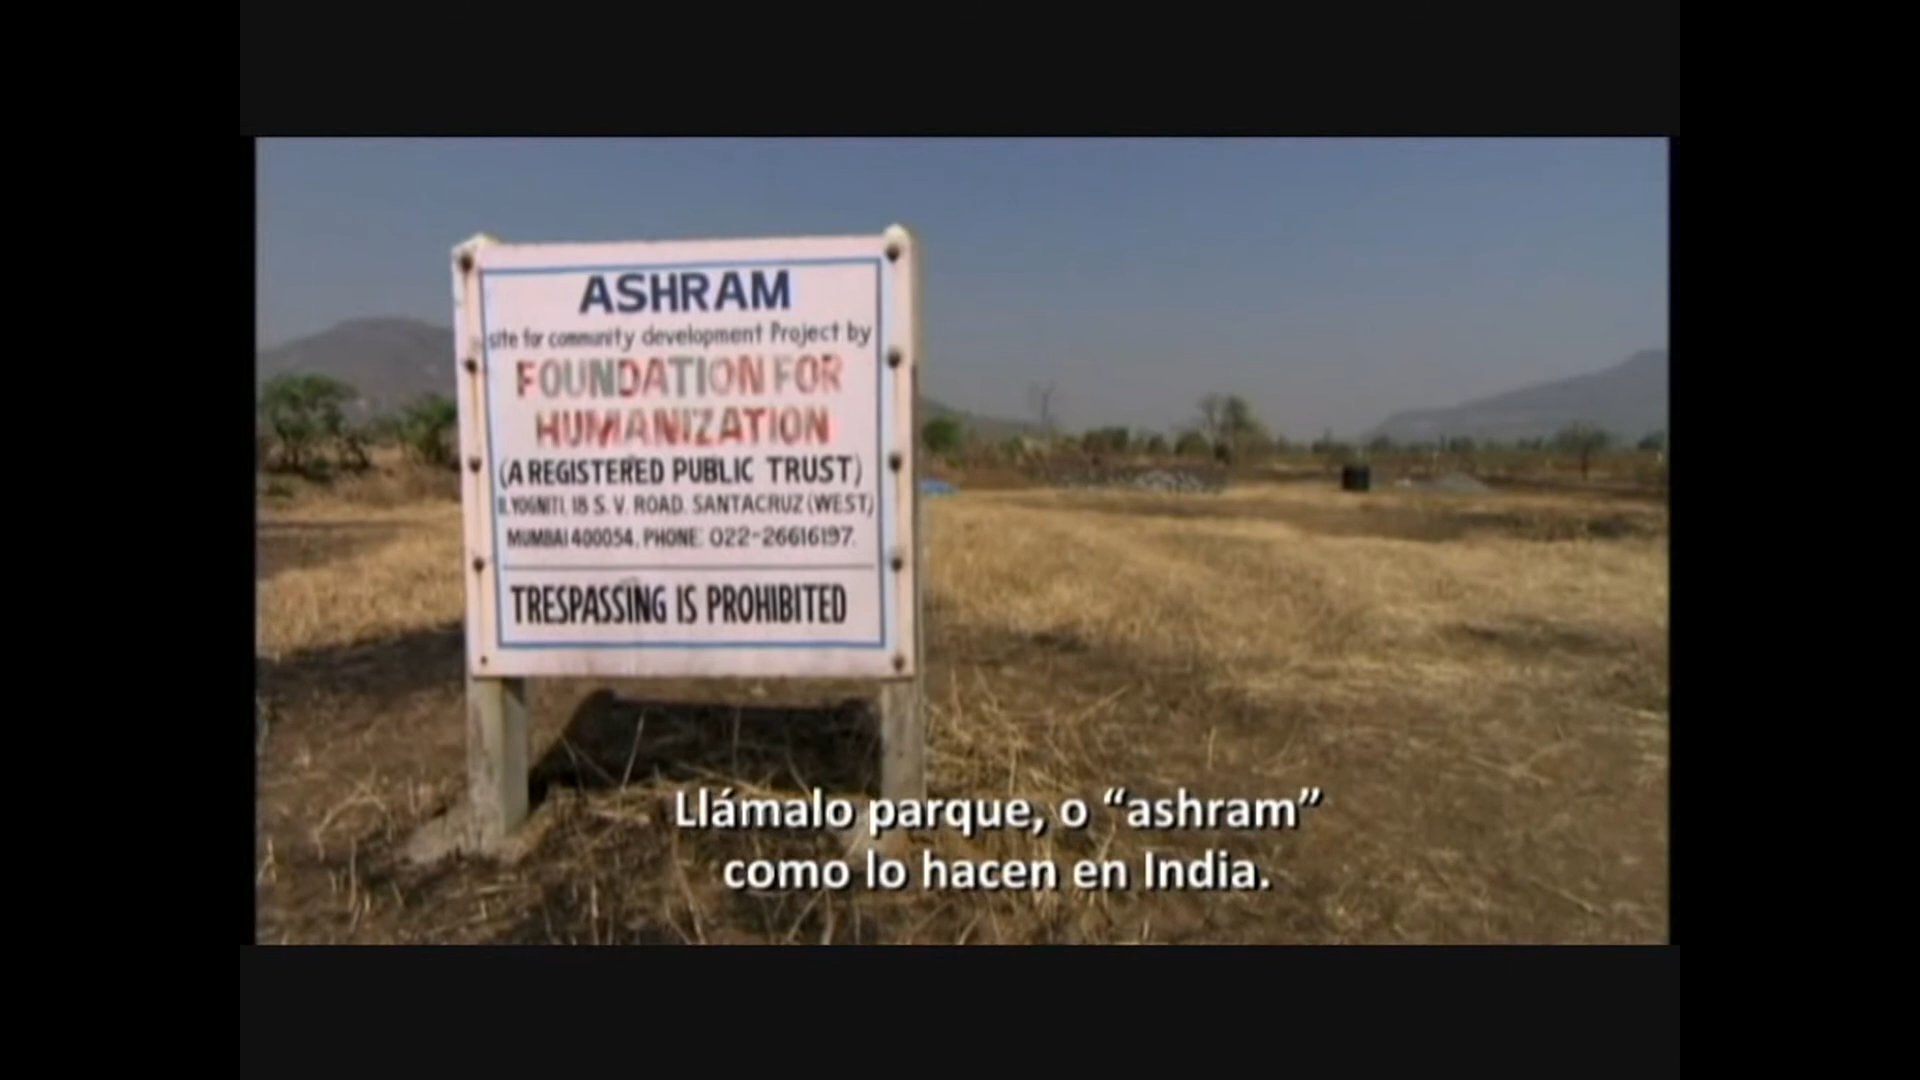 ASHRAM
site for community development Project by
FOUNDATION FOR
HUMANIZATION
(A REGISTERED PUBLIC TRUST)
YOGNITI, 18 S. V. ROAD. SANTACRUZ (WEST)
MUMBAI 400054. PHONE: 022-26616197.
TRESPASSING IS PROHIBITED
Llámalo parque, o “ashram”
como lo hacen en India.